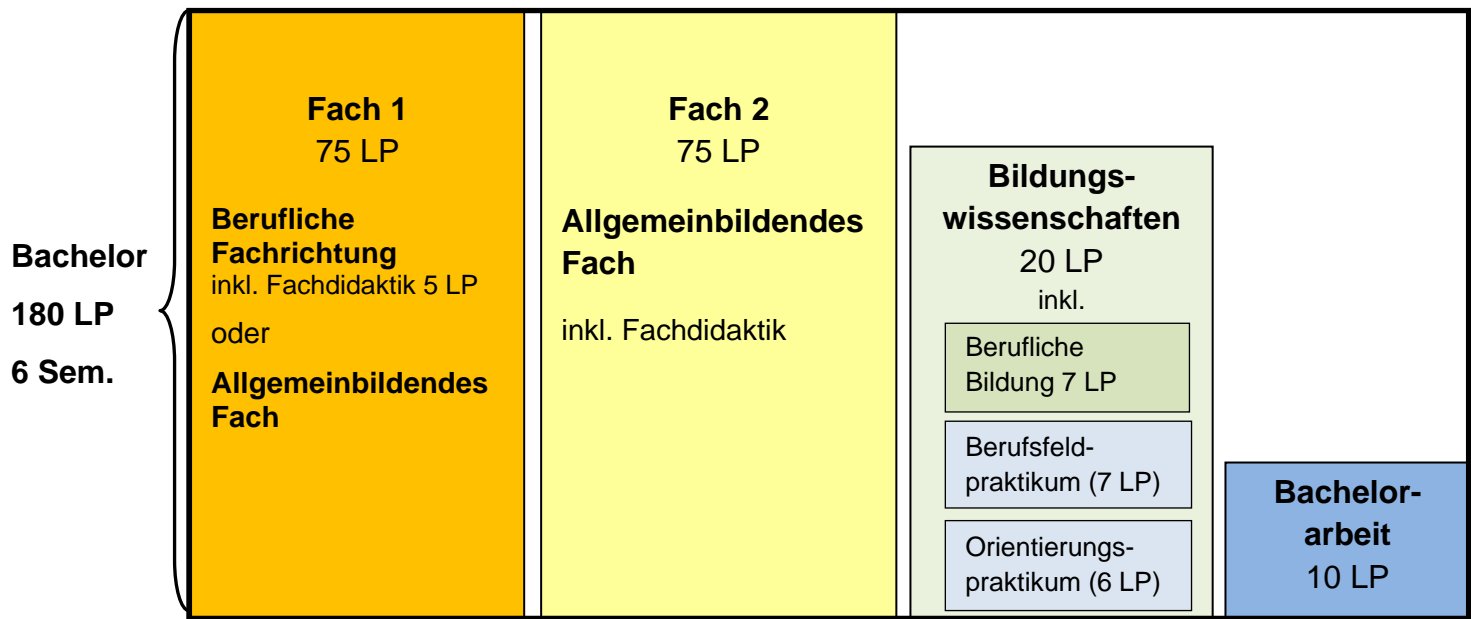 Bachelor
180 LP
6 Sem.
Fach 1
75 LP
Berufliche
Fachrichtung
inkl. Fachdidaktik 5 LP
oder
Allgemeinbildendes
Fach
Fach 2
75 LP
Allgemeinbildendes
Fach
inkl. Fachdidaktik
Bildungs-
wissenschaften
20 LP
inkl.
Berufliche
Bildung 7 LP
Berufsfeld-
praktikum (7 LP)
Orientierungs-
praktikum (6 LP)
Bachelor-
arbeit
10 LP